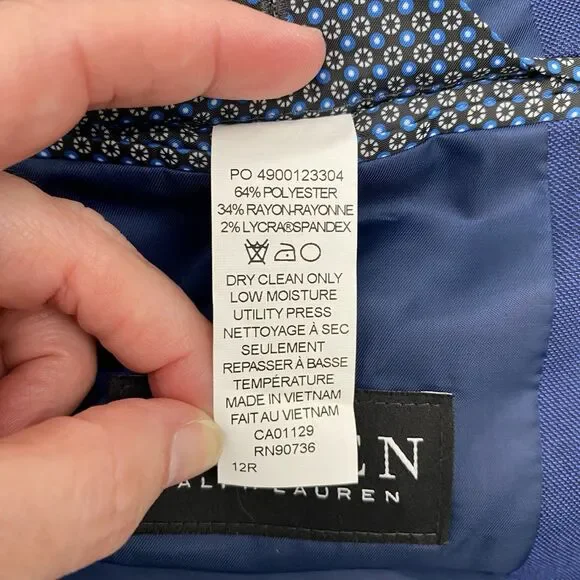 PO 4900123304
64% POLYESTER
34% RAYON-RAYONNE
2% LYCRA®SPANDEX
DRY CLEAN ONLY
LOW MOISTURE
UTILITY PRESS
NETTOYAGE À SEC
SEULEMENT
REPASSER À BASSE
TEMPÉRATURE
MADE IN VIETNAM
FAIT AU VIETNAM
CA01129
RN90736
12R
LAUREN